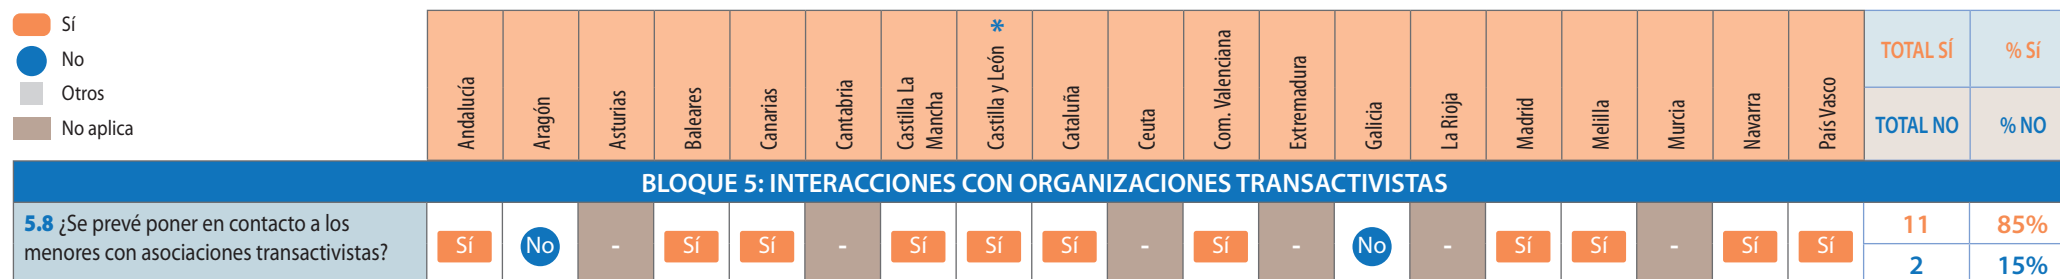 Sí
No
Otros
No aplica
Andalucía
Aragón
Asturias
Baleares
Canarias
Cantabria
Castilla La
Mancha
Castilla y León *
Cataluña
Ceuta
Com. Valenciana
Extremadura
Galicia
La Rioja
Madrid
Melilla
Murcia
Navarra
País Vasco
TOTAL SÍ
% Sí
TOTAL NO
% NO
BLOQUE 5: INTERACCIONES CON ORGANIZACIONES TRANSACTIVISTAS
5.8 ¿Se prevé poner en contacto a los
menores con asociaciones transactivistas?
Sí No - Sí Sí - Sí Sí Sí - Sí - No - Sí Sí - Sí Sí
11 85%
2 15%